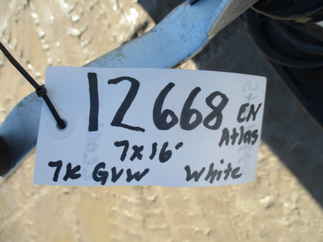 12668 EN
Atlas
7x16'
7K GVW White